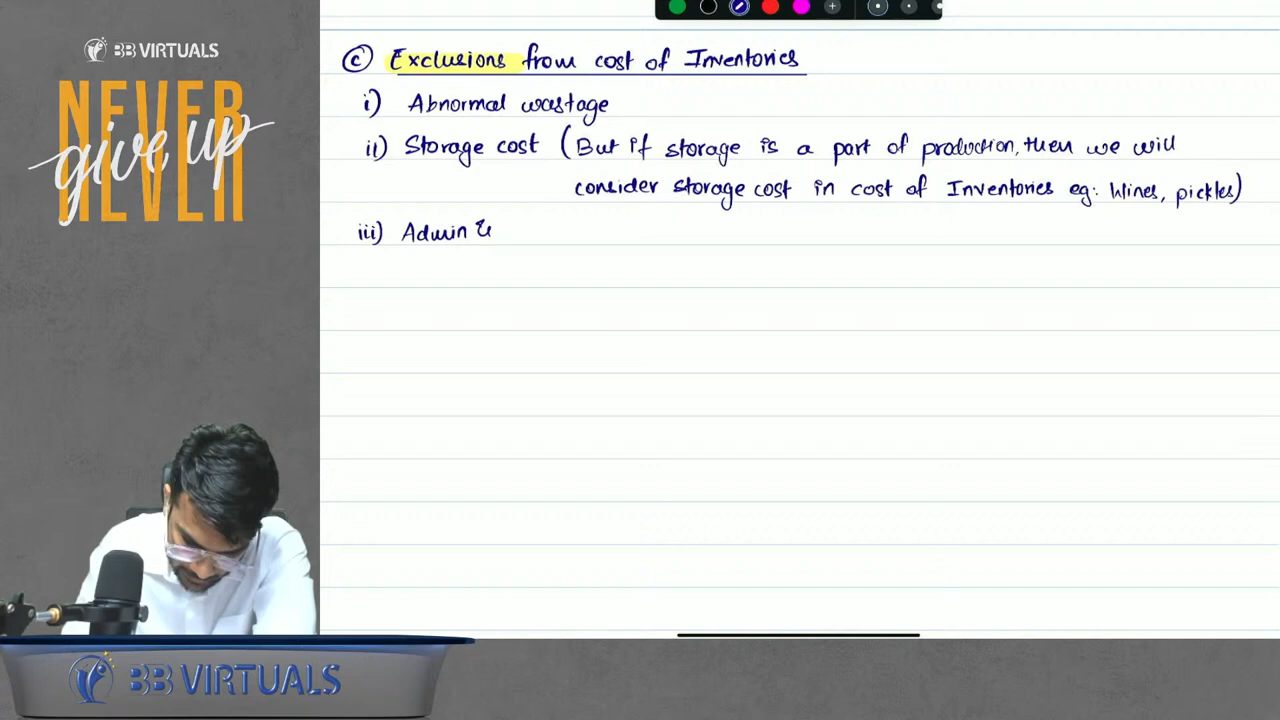 BB VIRTUALS
NEVER
give up
NEVER
c) Exclusions from cost of Inventories
i) Abnormal wastage
ii) Storage cost (But if storage is a part of production, then we will
consider storage cost in cost of Inventories eg: Wines, pickles)
iii) Admin &
BB VIRTUALS